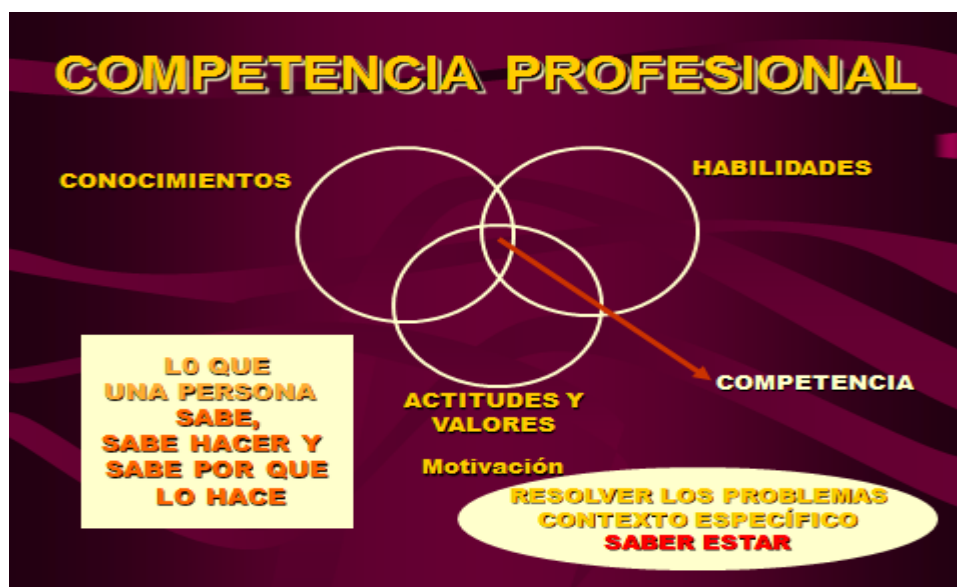 COMPETENCIA PROFESIONAL
CONOCIMIENTOS
HABILIDADES
LO QUE
UNA PERSONA
SABE,
SABE HACER Y
SABE POR QUE
LO HACE
ACTITUDES Y
VALORES
Motivación
COMPETENCIA
RESOLVER LOS PROBLEMAS
CONTEXTO ESPECÍFICO
SABER ESTAR